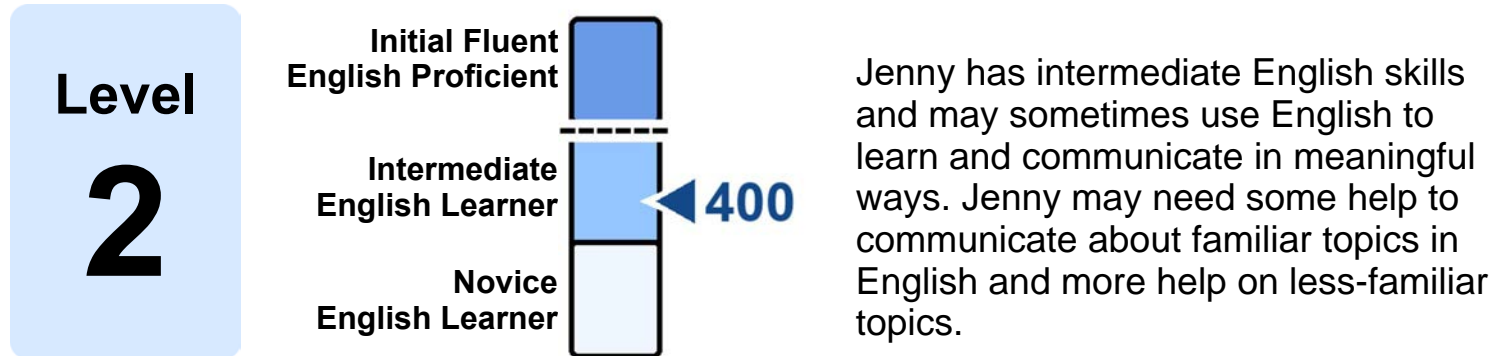 Level
2
Initial Fluent
English Proficient
Intermediate
English Learner
400
Novice
English Learner
Jenny has intermediate English skills
and may sometimes use English to
learn and communicate in meaningful
ways. Jenny may need some help to
communicate about familiar topics in
English and more help on less-familiar
topics.